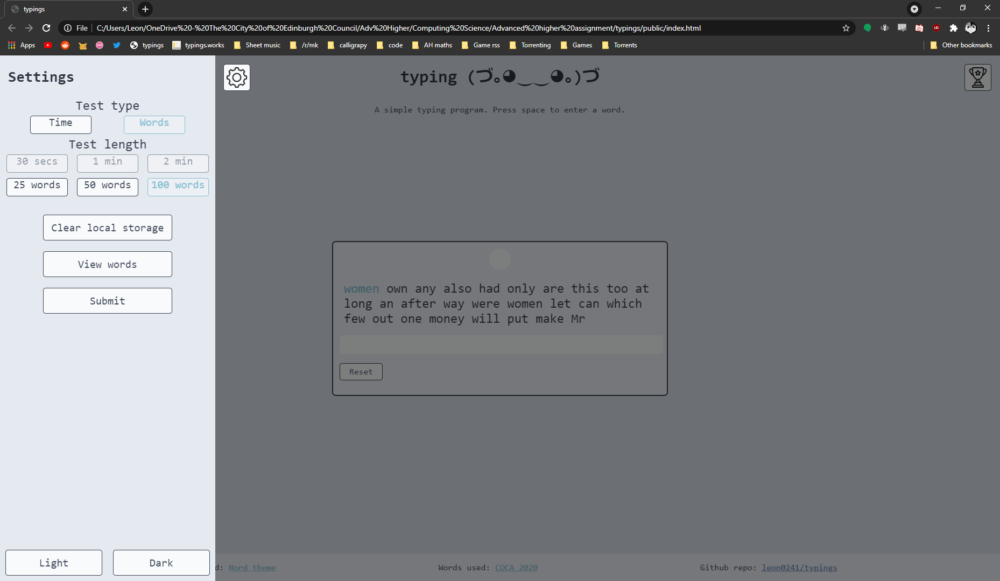 typings
File C:/Users/Leon/OneDrive%20-%20The%20City%20of%20Edinburgh%20Council/Adv%20Higher/Computing%20Science/Advanced%20higher%20assignment/typings/public/index.html
Apps typings typings.works Sheet music /r/mk calligrapy code AH maths Game rss Torrenting Games Torrents Other bookmarks
Settings
Test type
Time Words
Test length
30 secs 1 min 2 min
25 words 50 words 100 words
Clear local storage
View words
Submit
Light Dark
typing (づ｡◕‿‿◕｡)づ
A simple typing program. Press space to enter a word.
women own any also had only are this too at
long an after way were women let can which
few out one money will put make Mr
Reset
d: Nord theme Words used: COCA 2020 Github repo: leon0241/typings